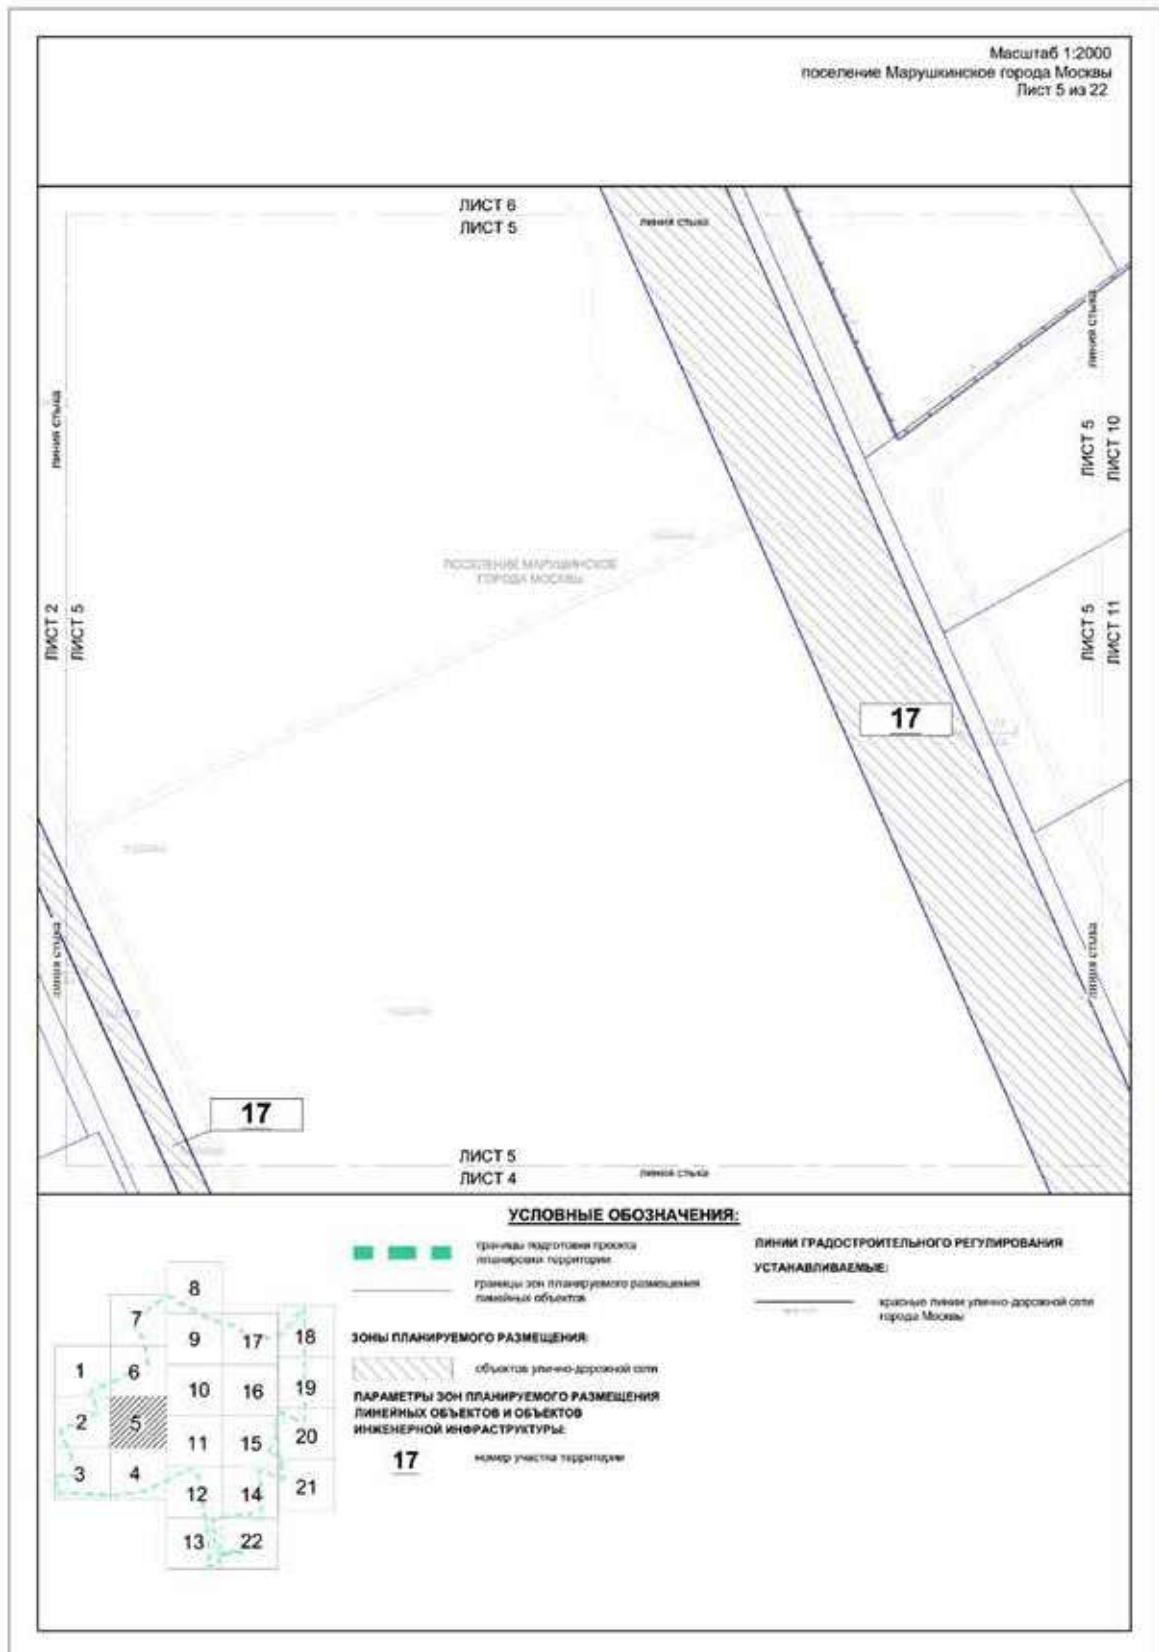 Масштаб 1:2000
поселение Марушкинское города Москвы
Лист 5 из 22
ЛИСТ 6
ЛИСТ 5
линия стыка
линия стыка
линия стыка
ЛИСТ 5
ЛИСТ 10
ПОСЕЛЕНИЕ МАРУШКИНСКОЕ
ГОРОДА МОСКВЫ
ЛИСТ 2
ЛИСТ 5
ЛИСТ 5
ЛИСТ 11
17
линия стыка
линия стыка
17
ЛИСТ 5
ЛИСТ 4
линия стыка
УСЛОВНЫЕ ОБОЗНАЧЕНИЯ:
границы подготовки проекта
планировки территории
границы зон планируемого размещения
линейных объектов
ЗОНЫ ПЛАНИРУЕМОГО РАЗМЕЩЕНИЯ:
объектов улично-дорожной сети
ПАРАМЕТРЫ ЗОН ПЛАНИРУЕМОГО РАЗМЕЩЕНИЯ
ЛИНЕЙНЫХ ОБЪЕКТОВ И ОБЪЕКТОВ
ИНЖЕНЕРНОЙ ИНФРАСТРУКТУРЫ:
17
номер участка территории
ЛИНИИ ГРАДОСТРОИТЕЛЬНОГО РЕГУЛИРОВАНИЯ
УСТАНАВЛИВАЕМЫЕ:
красные линии улично-дорожной сети
города Москвы
8
7 9 17 18
1 6 10 16 19
2 5 11 15 20
3 4 12 14 21
13 22